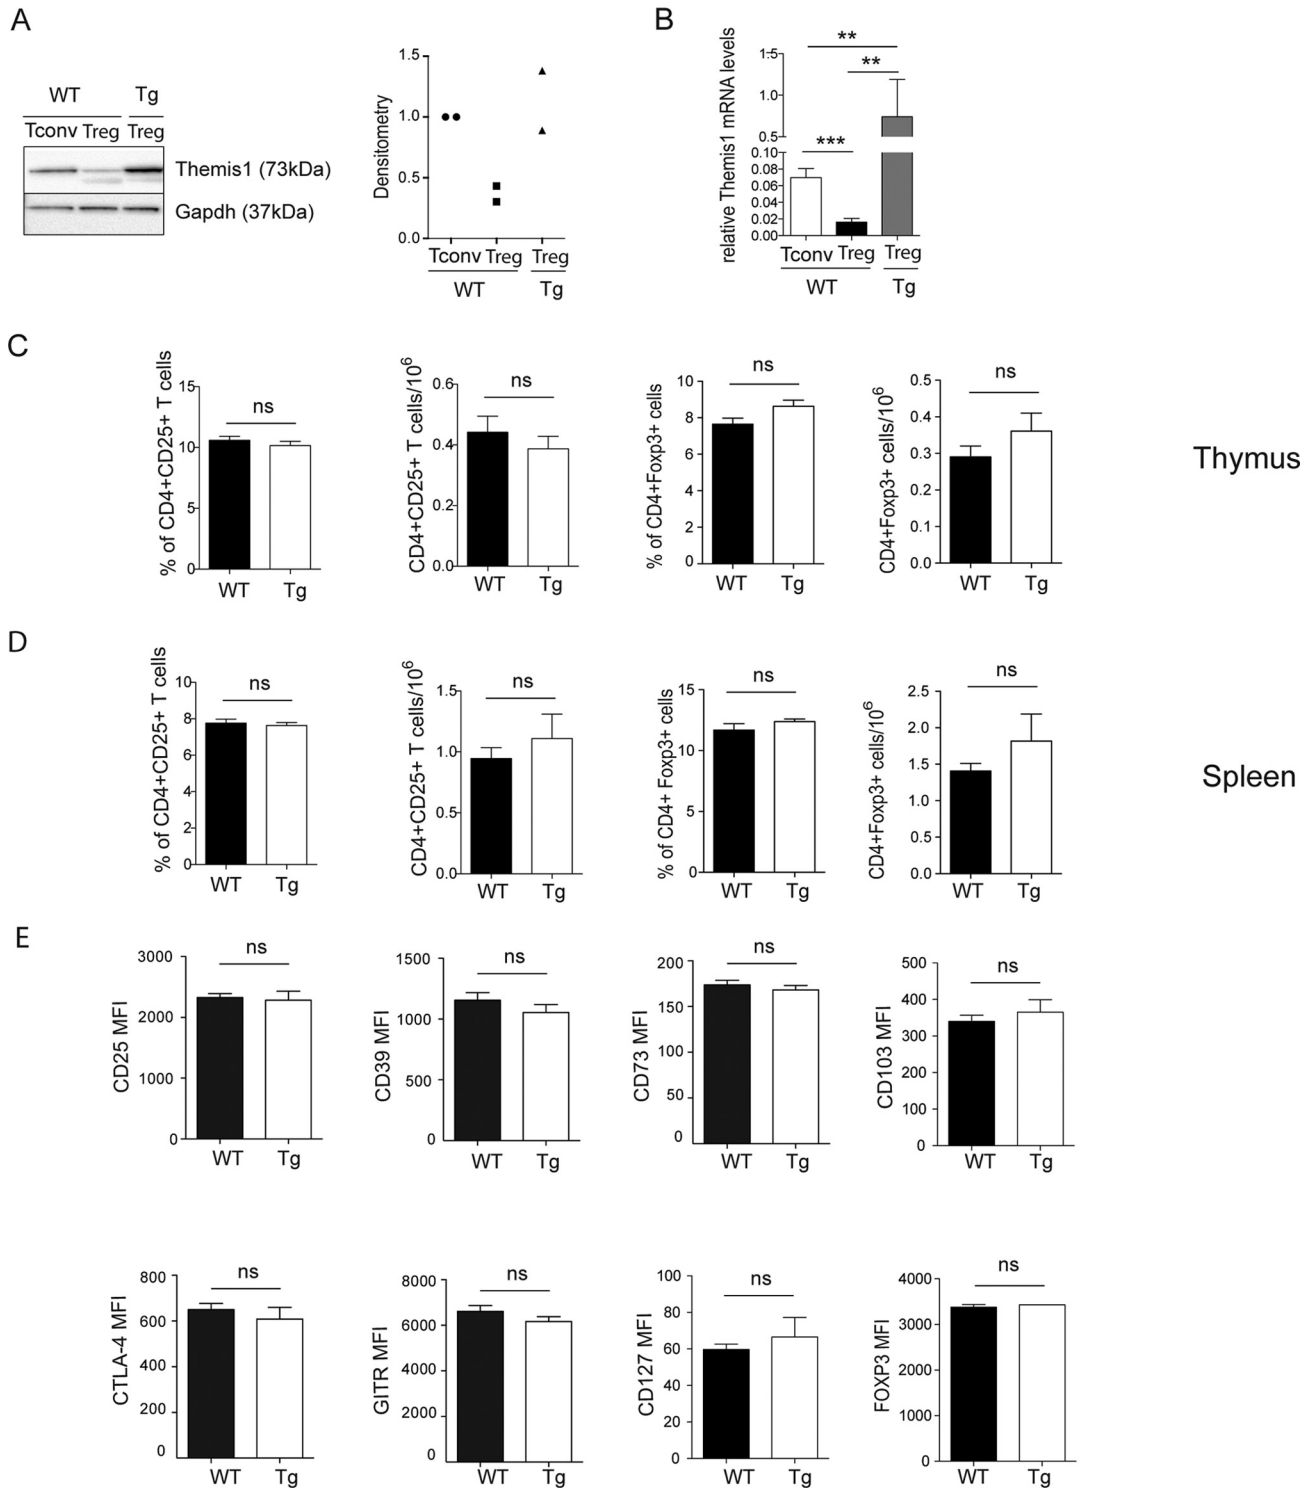 A
WT Tg
Tconv Treg Treg
Themis1 (73kDa)
Gapdh (37kDa)
Densitometry
1.5
1.0
0.5
0.0
Tconv Treg Treg
WT Tg
B
relative Themis1 mRNA levels
**
**
***
1.5
1.0
0.5
0.10
0.08
0.06
0.04
0.02
0.00
Tconv Treg Treg
WT Tg
C
% of CD4+CD25+ T cells
15
10
5
0
ns
WT Tg
CD4+CD25+ T cells/10⁶
0.6
0.4
0.2
0.0
ns
WT Tg
% of CD4+Foxp3+ cells
10
8
6
4
2
0
ns
WT Tg
CD4+Foxp3+ cells/10⁶
0.5
0.4
0.3
0.2
0.1
0.0
ns
WT Tg
Thymus
D
% of CD4+CD25+ T cells
10
8
6
4
2
0
ns
WT Tg
CD4+CD25+ T cells/10⁶
1.5
1.0
0.5
0.0
ns
WT Tg
% of CD4+ Foxp3+ cells
15
10
5
0
ns
WT Tg
CD4+Foxp3+ cells/10⁶
2.5
2.0
1.5
1.0
0.5
0.0
ns
WT Tg
Spleen
E
CD25 MFI
3000
2000
1000
0
ns
WT Tg
CD39 MFI
1500
1000
500
0
ns
WT Tg
CD73 MFI
200
150
100
50
0
ns
WT Tg
CD103 MFI
500
400
300
200
100
0
ns
WT Tg
CTLA-4 MFI
800
600
400
200
0
ns
WT Tg
GITR MFI
8000
6000
4000
2000
0
ns
WT Tg
CD127 MFI
100
80
60
40
20
0
ns
WT Tg
FOXP3 MFI
4000
3000
2000
1000
0
ns
WT Tg